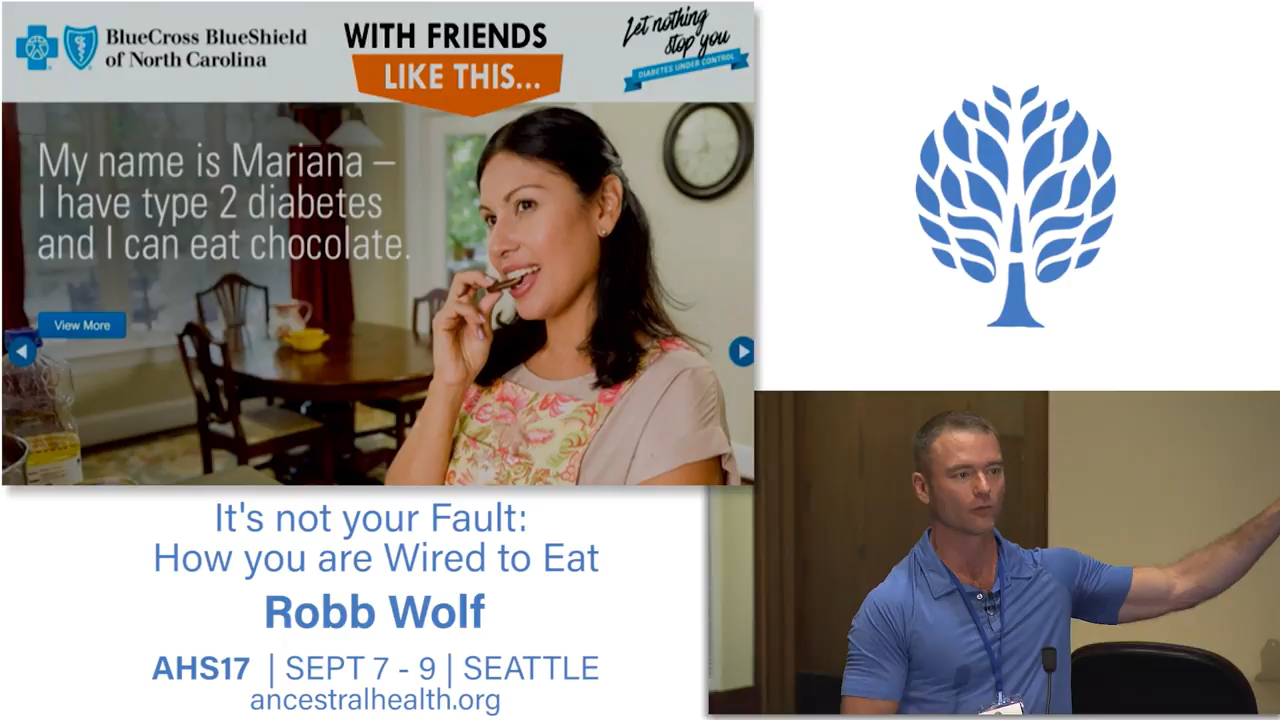 BlueCross BlueShield
of North Carolina
WITH FRIENDS
LIKE THIS...
Let nothing
stop you
DIABETES UNDER CONTROL
My name is Mariana –
I have type 2 diabetes
and I can eat chocolate.
View More
It's not your Fault:
How you are Wired to Eat
Robb Wolf
AHS17 | SEPT 7 - 9 | SEATTLE
ancestralhealth.org